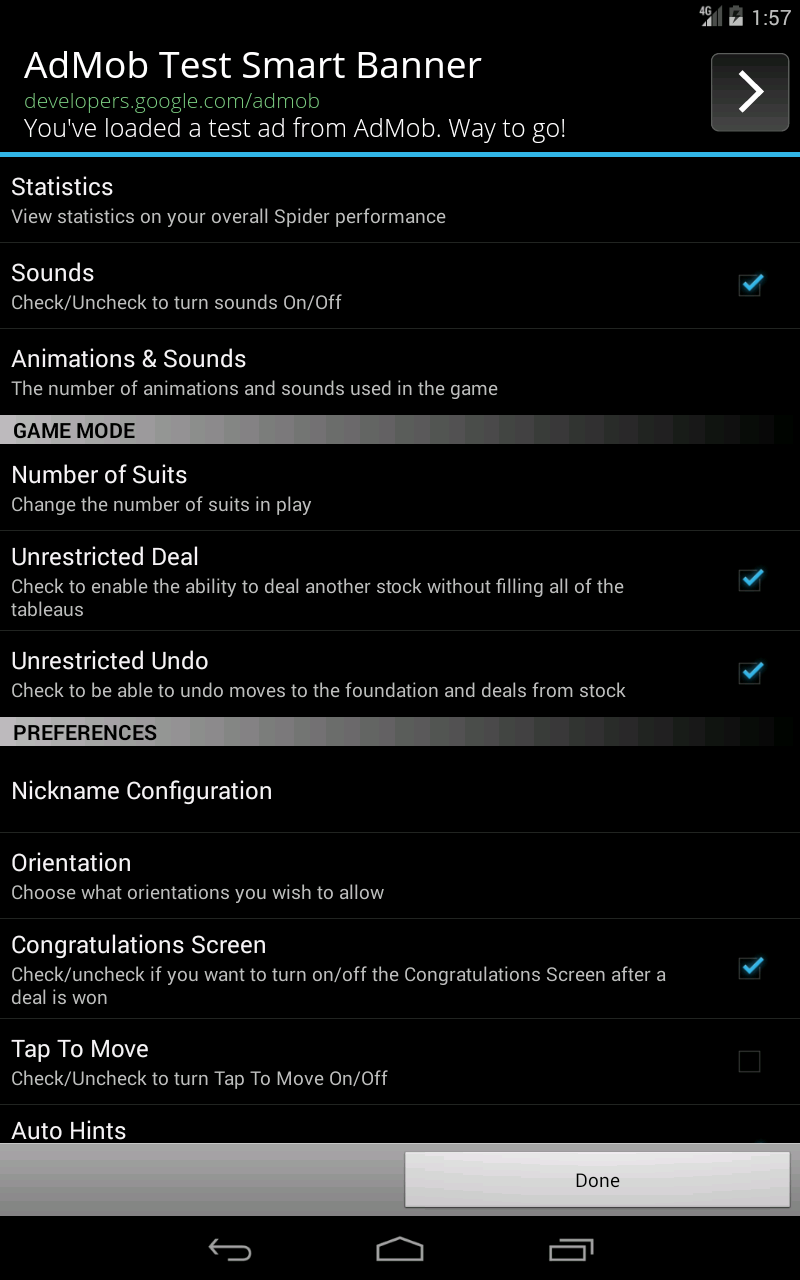 4G 1:57
AdMob Test Smart Banner
developers.google.com/admob
You've loaded a test ad from AdMob. Way to go!
Statistics
View statistics on your overall Spider performance
Sounds
Check/Uncheck to turn sounds On/Off
Animations & Sounds
The number of animations and sounds used in the game
GAME MODE
Number of Suits
Change the number of suits in play
Unrestricted Deal
Check to enable the ability to deal another stock without filling all of the
tableaus
Unrestricted Undo
Check to be able to undo moves to the foundation and deals from stock
PREFERENCES
Nickname Configuration
Orientation
Choose what orientations you wish to allow
Congratulations Screen
Check/uncheck if you want to turn on/off the Congratulations Screen after a
deal is won
Tap To Move
Check/Uncheck to turn Tap To Move On/Off
Auto Hints
Done